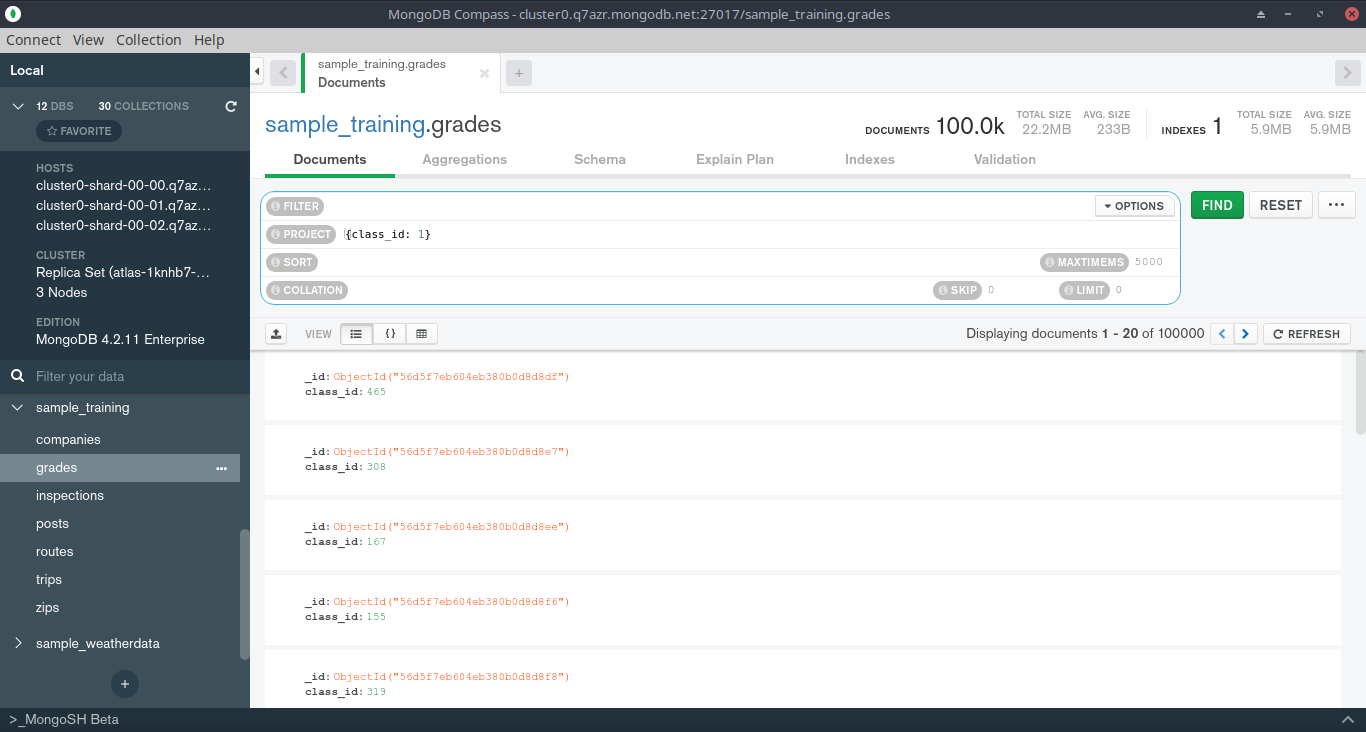 MongoDB Compass - cluster0.q7azr.mongodb.net:27017/sample_training.grades
Connect View Collection Help
Local
12 DBS 30 COLLECTIONS
FAVORITE
HOSTS
cluster0-shard-00-00.q7az...
cluster0-shard-00-01.q7az...
cluster0-shard-00-02.q7az...
CLUSTER
Replica Set (atlas-1knhb7-...
3 Nodes
EDITION
MongoDB 4.2.11 Enterprise
Filter your data
sample_training
companies
grades
inspections
posts
routes
trips
zips
sample_weatherdata
+
sample_training.grades
Documents
+
sample_training.grades
DOCUMENTS 100.0k
TOTAL SIZE
22.2MB
AVG. SIZE
233B
INDEXES 1
TOTAL SIZE
5.9MB
AVG. SIZE
5.9MB
Documents Aggregations Schema Explain Plan Indexes Validation
FILTER
OPTIONS
FIND RESET ...
PROJECT {class_id: 1}
SORT
MAXTIMEMS 5000
COLLATION
SKIP 0
LIMIT 0
VIEW
{}
Displaying documents 1 - 20 of 100000
REFRESH
_id: ObjectId("56d5f7eb604eb380b0d8d8df")
class_id: 465
_id: ObjectId("56d5f7eb604eb380b0d8d8e7")
class_id: 308
_id: ObjectId("56d5f7eb604eb380b0d8d8ee")
class_id: 167
_id: ObjectId("56d5f7eb604eb380b0d8d8f6")
class_id: 155
_id: ObjectId("56d5f7eb604eb380b0d8d8f8")
class_id: 319
>_MongoSH Beta